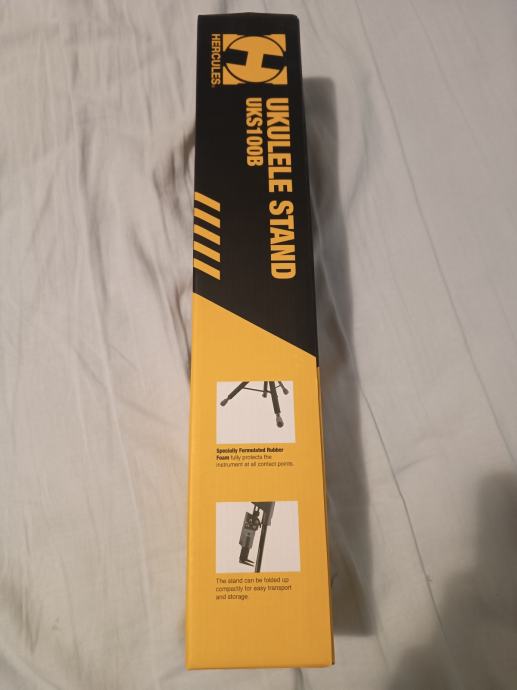 HERCULES®
UKULELE STAND
UKS100B
Specially Formulated Rubber
Foam fully protects the
instrument at all contact points.
The stand can be folded up
compactly for easy transport
and storage.